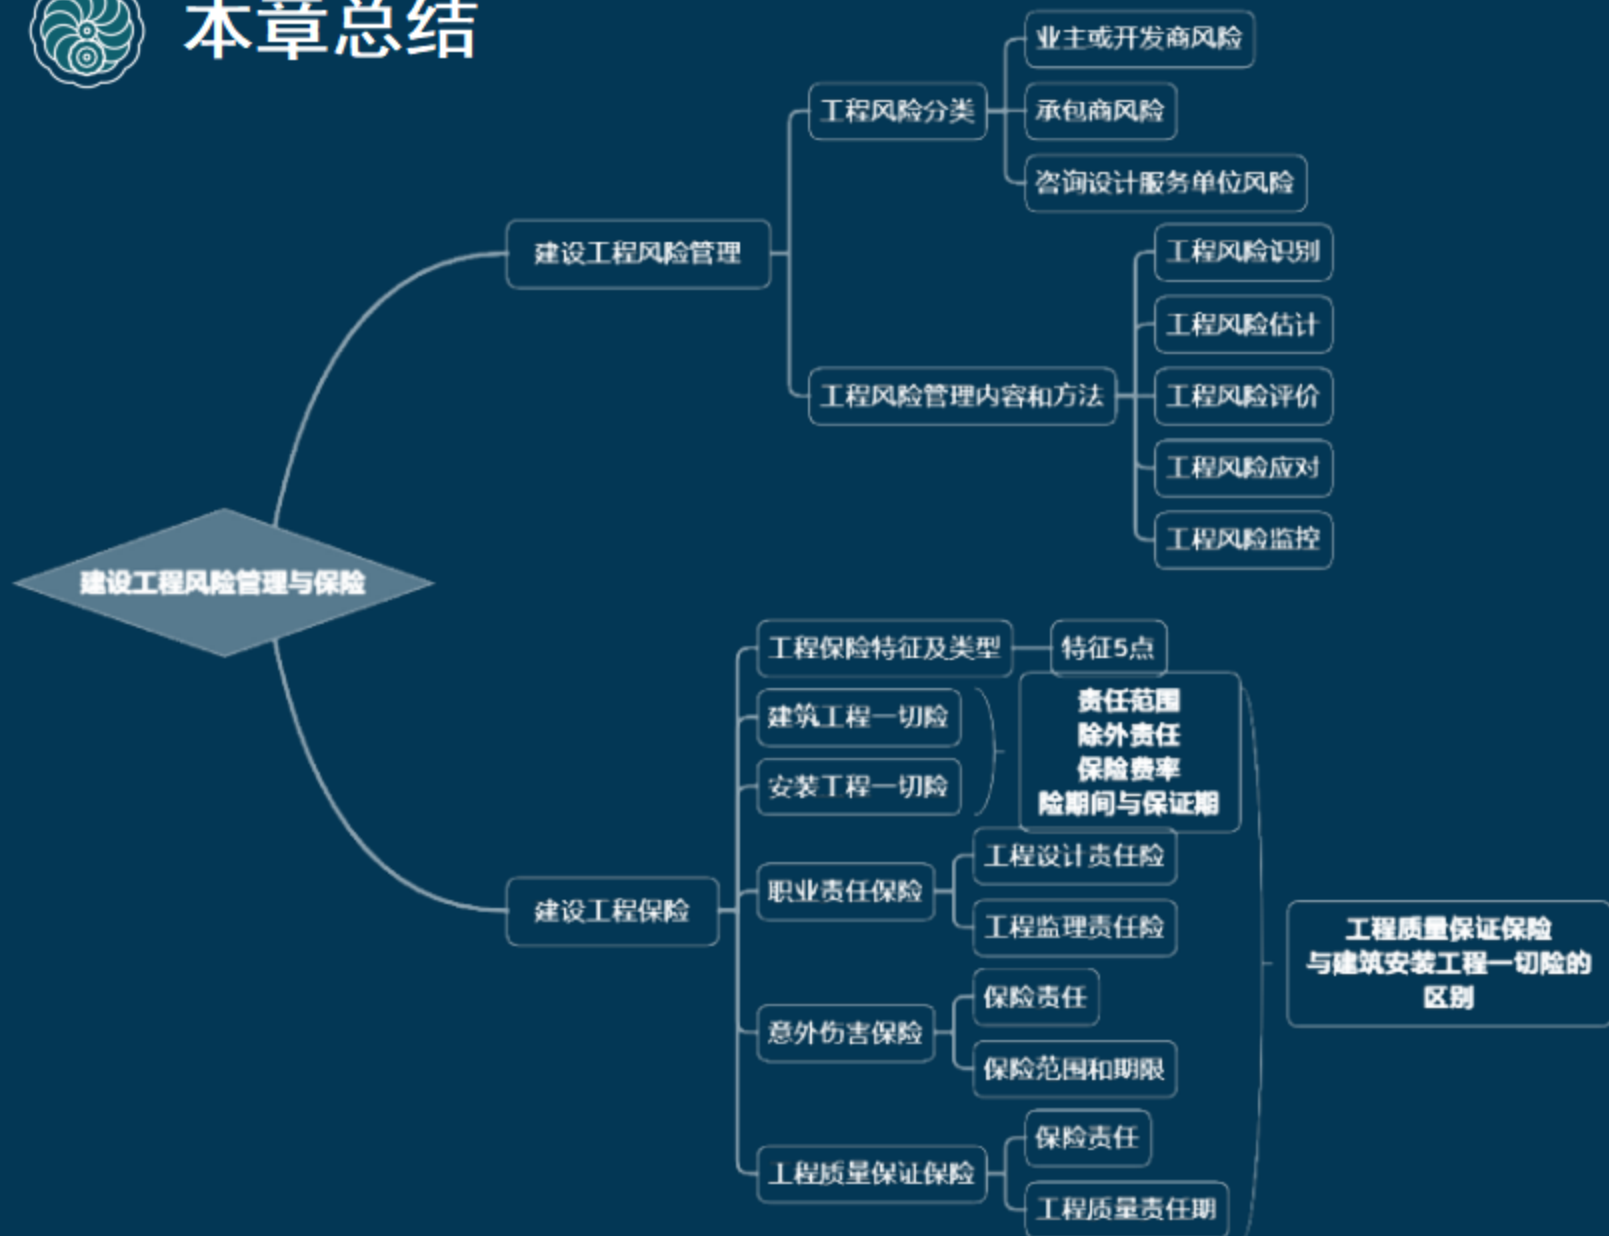 本章总结
业主或开发商风险
工程风险分类
承包商风险
咨询设计服务单位风险
建设工程风险管理
工程风险识别
工程风险估计
工程风险管理内容和方法
工程风险评价
工程风险应对
工程风险监控
建设工程风险管理与保险
工程保险特征及类型
特征5点
建筑工程一切险
安装工程一切险
责任范围
除外责任
保险费率
险期间与保证期
建设工程保险
职业责任保险
工程设计责任险
工程监理责任险
意外伤害保险
保险责任
保险范围和期限
工程质量保证保险
保险责任
工程质量责任期
工程质量保证保险
与建筑安装工程一切险的
区别